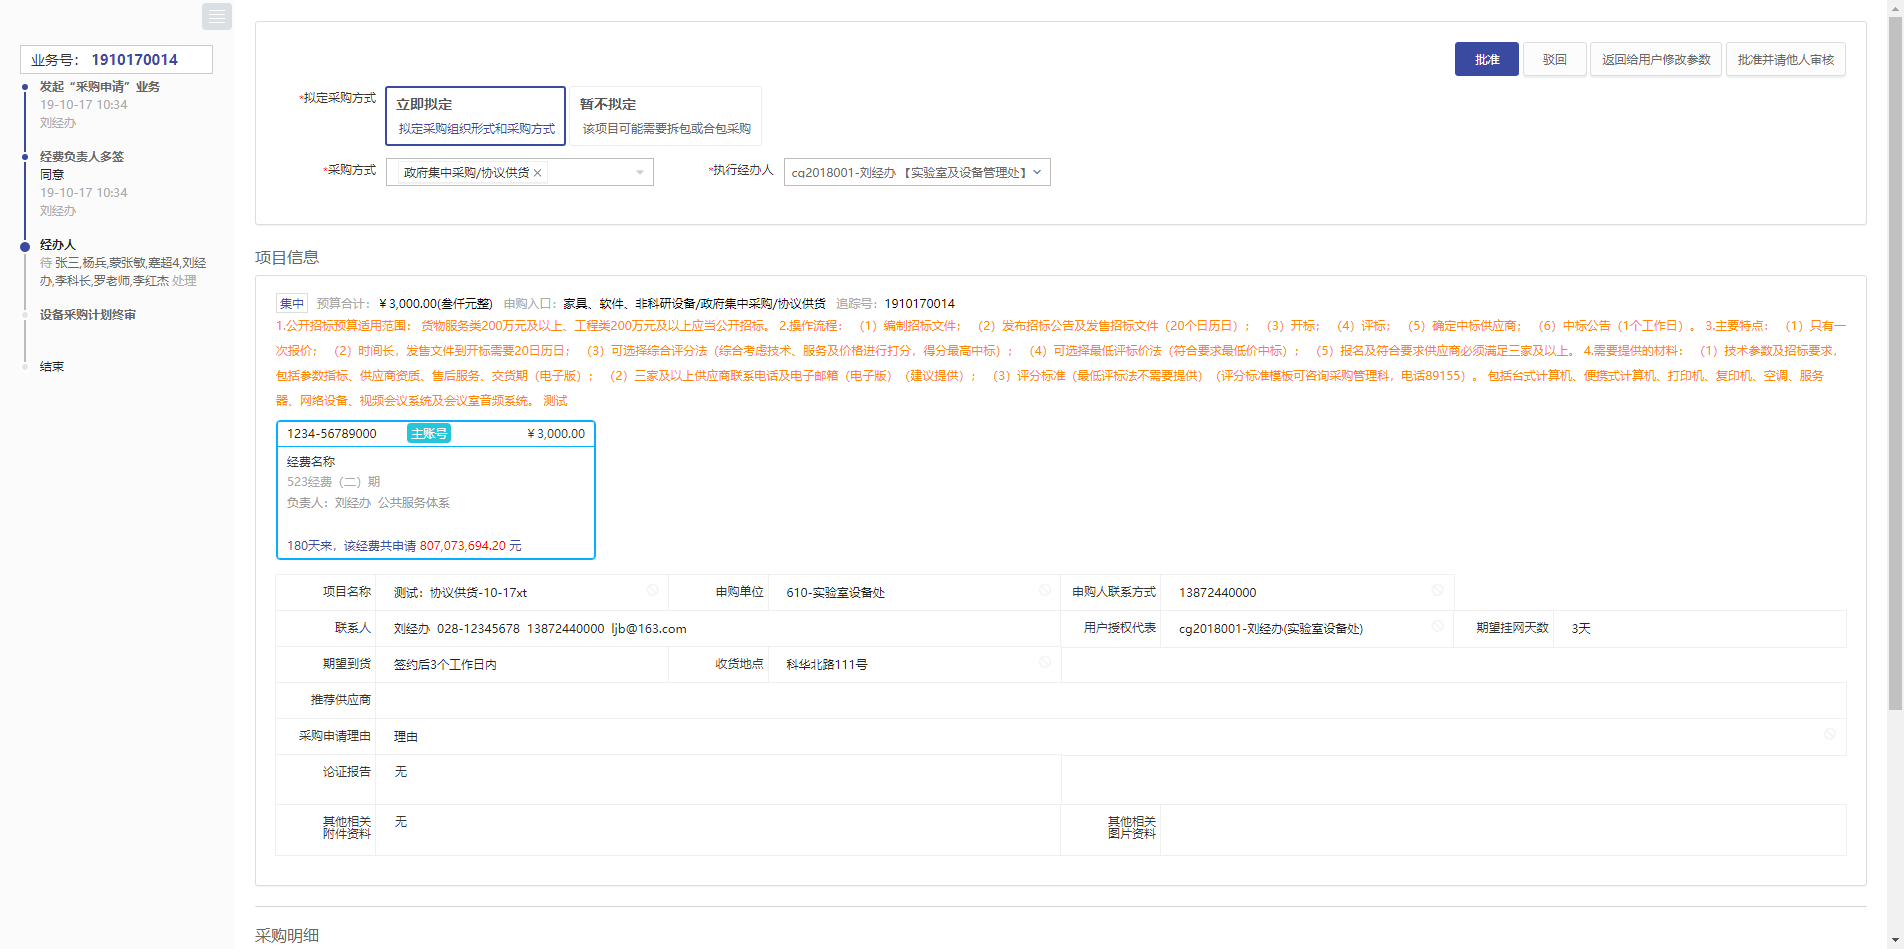 业务号： 1910170014
发起“采购申请”业务
19-10-17 10:34
刘经办
经费负责人多签
同意
19-10-17 10:34
刘经办
经办人
待 张三,杨兵,蒙张敏,蹇超4,刘经
办,李科长,罗老师,李红杰 处理
设备采购计划终审
结束
批准 驳回 返回给用户修改参数 批准并请他人审核
*拟定采购方式 立即拟定 暂不拟定
拟定采购组织形式和采购方式 该项目可能需要拆包或合包采购
*采购方式 政府集中采购/协议供货 × *执行经办人 cg2018001-刘经办 【实验室及设备管理处】
项目信息
集中 预算合计： ￥3,000.00(叁仟元整) 申购入口： 家具、软件、非科研设备/政府集中采购/协议供货 追踪号： 1910170014
1.公开招标预算适用范围： 货物服务类200万元及以上、工程类200万元及以上应当公开招标。 2.操作流程： （1）编制招标文件； （2）发布招标公告及发售招标文件（20个日历日）； （3）开标； （4）评标； （5）确定中标供应商； （6）中标公告（1个工作日）。 3.主要特点： （1）只有一
次报价； （2）时间长，发售文件到开标需要20日历日； （3）可选择综合评分法（综合考虑技术、服务及价格进行打分，得分最高中标）； （4）可选择最低评标价法（符合要求最低价中标）； （5）报名及符合要求供应商必须满足三家及以上。 4.需要提供的材料： （1）技术参数及招标要求，
包括参数指标、供应商资质、售后服务、交货期（电子版）； （2）三家及以上供应商联系电话及电子邮箱（电子版）（建议提供）； （3）评分标准（最低评标法不需要提供）（评分标准模板可咨询采购管理科，电话89155）。 包括台式计算机、便携式计算机、打印机、复印机、空调、服务
器、网络设备、视频会议系统及会议室音频系统。 测试
1234-56789000 主账号 ￥3,000.00
经费名称
523经费（二）期
负责人：刘经办 公共服务体系
180天来，该经费共申请 807,073,694.20 元
项目名称 测试：协议供货-10-17xt 申购单位 610-实验室设备处 申购人联系方式 13872440000
联系人 刘经办 028-12345678 13872440000 ljb@163.com 用户授权代表 cg2018001-刘经办(实验室设备处) 期望挂网天数 3天
期望到货 签约后3个工作日内 收货地点 科华北路111号
推荐供应商
采购申请理由 理由
论证报告 无
其他相关 无 其他相关
附件资料 图片资料
采购明细